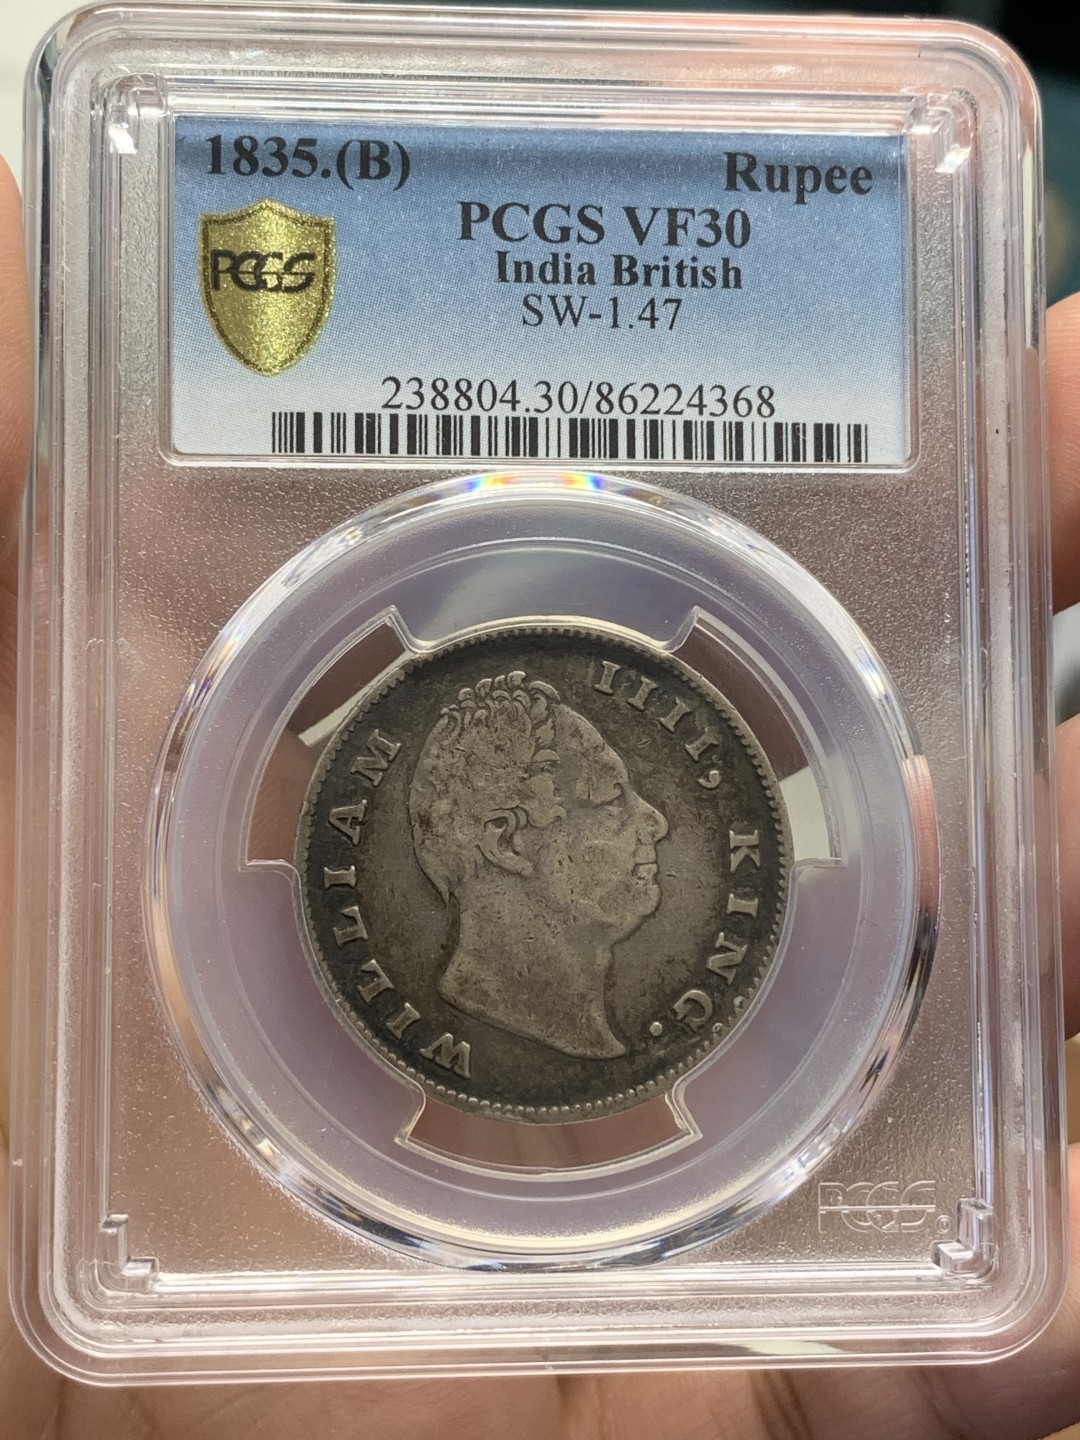 1835.(B) Rupee
PCGS VF30
India British
SW-1.47
PCGS
238804.30/86224368
WILLIAM IIII, KING.
PCGS